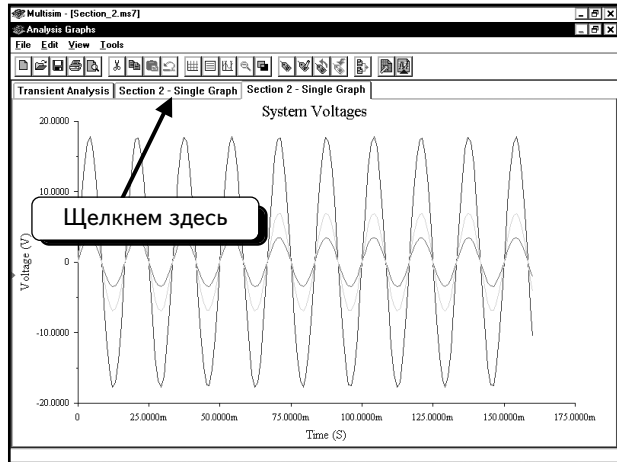 Multisim - [Section_2.ms7]
Analysis Graphs
File Edit View Tools
Transient Analysis Section 2 - Single Graph Section 2 - Single Graph
System Voltages
20.0000
10.0000
0
-10.0000
-20.0000
Voltage (V)
Щелкнем здесь
0 25.0000m 50.0000m 75.0000m 100.0000m 125.0000m 150.0000m 175.0000m
Time (S)